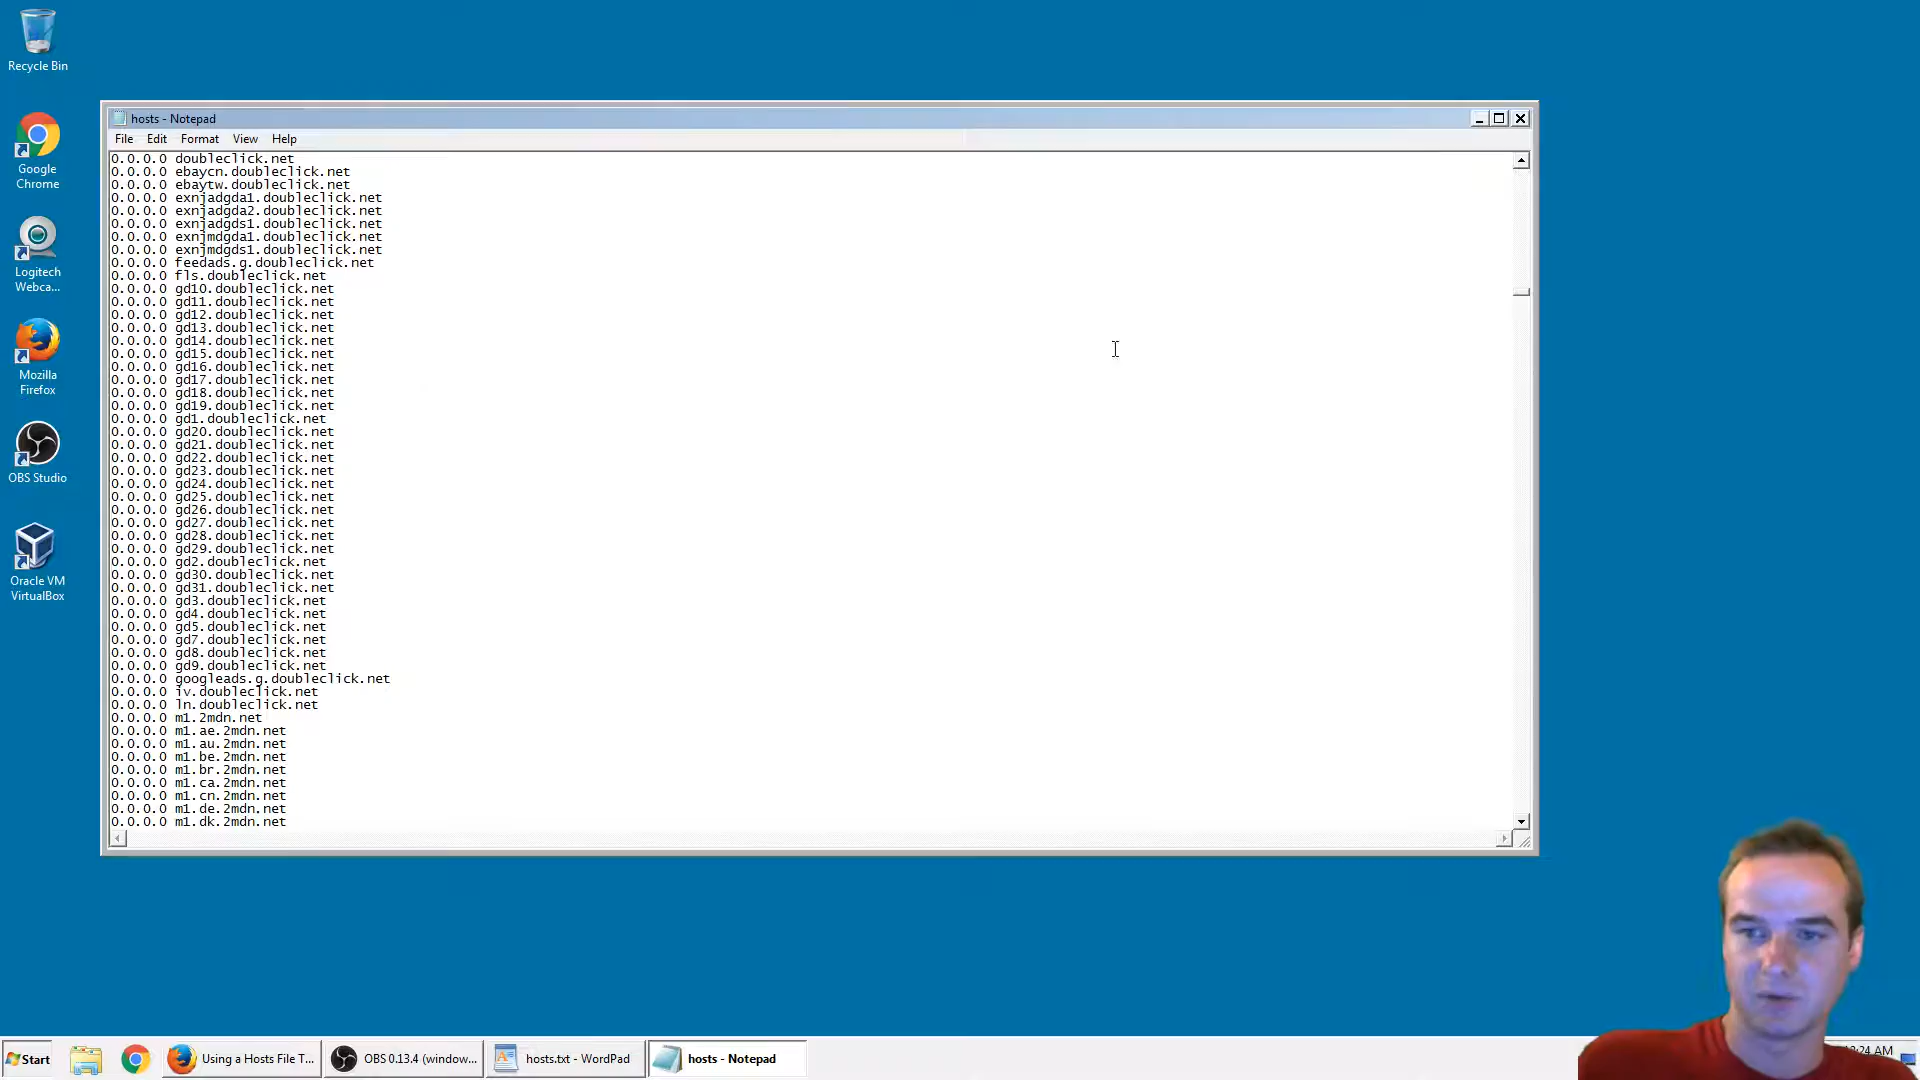 Recycle Bin
Google
Chrome
Logitech
Webca...
Mozilla
Firefox
OBS Studio
Oracle VM
VirtualBox
hosts - Notepad
File Edit Format View Help
0.0.0.0 doubleclick.net
0.0.0.0 ebaycn.doubleclick.net
0.0.0.0 ebaytw.doubleclick.net
0.0.0.0 exnjadgda1.doubleclick.net
0.0.0.0 exnjadgda2.doubleclick.net
0.0.0.0 exnjadgds1.doubleclick.net
0.0.0.0 exnjmdgda1.doubleclick.net
0.0.0.0 exnjmdgds1.doubleclick.net
0.0.0.0 feedads.g.doubleclick.net
0.0.0.0 fls.doubleclick.net
0.0.0.0 gd10.doubleclick.net
0.0.0.0 gd11.doubleclick.net
0.0.0.0 gd12.doubleclick.net
0.0.0.0 gd13.doubleclick.net
0.0.0.0 gd14.doubleclick.net
0.0.0.0 gd15.doubleclick.net
0.0.0.0 gd16.doubleclick.net
0.0.0.0 gd17.doubleclick.net
0.0.0.0 gd18.doubleclick.net
0.0.0.0 gd19.doubleclick.net
0.0.0.0 gd1.doubleclick.net
0.0.0.0 gd20.doubleclick.net
0.0.0.0 gd21.doubleclick.net
0.0.0.0 gd22.doubleclick.net
0.0.0.0 gd23.doubleclick.net
0.0.0.0 gd24.doubleclick.net
0.0.0.0 gd25.doubleclick.net
0.0.0.0 gd26.doubleclick.net
0.0.0.0 gd27.doubleclick.net
0.0.0.0 gd28.doubleclick.net
0.0.0.0 gd29.doubleclick.net
0.0.0.0 gd2.doubleclick.net
0.0.0.0 gd30.doubleclick.net
0.0.0.0 gd31.doubleclick.net
0.0.0.0 gd3.doubleclick.net
0.0.0.0 gd4.doubleclick.net
0.0.0.0 gd5.doubleclick.net
0.0.0.0 gd7.doubleclick.net
0.0.0.0 gd8.doubleclick.net
0.0.0.0 gd9.doubleclick.net
0.0.0.0 googleads.g.doubleclick.net
0.0.0.0 iv.doubleclick.net
0.0.0.0 ln.doubleclick.net
0.0.0.0 m1.2mdn.net
0.0.0.0 m1.ae.2mdn.net
0.0.0.0 m1.au.2mdn.net
0.0.0.0 m1.be.2mdn.net
0.0.0.0 m1.br.2mdn.net
0.0.0.0 m1.ca.2mdn.net
0.0.0.0 m1.cn.2mdn.net
0.0.0.0 m1.de.2mdn.net
0.0.0.0 m1.dk.2mdn.net
Start
Using a Hosts File T...
OBS 0.13.4 (window...
hosts.txt - WordPad
hosts - Notepad
AM